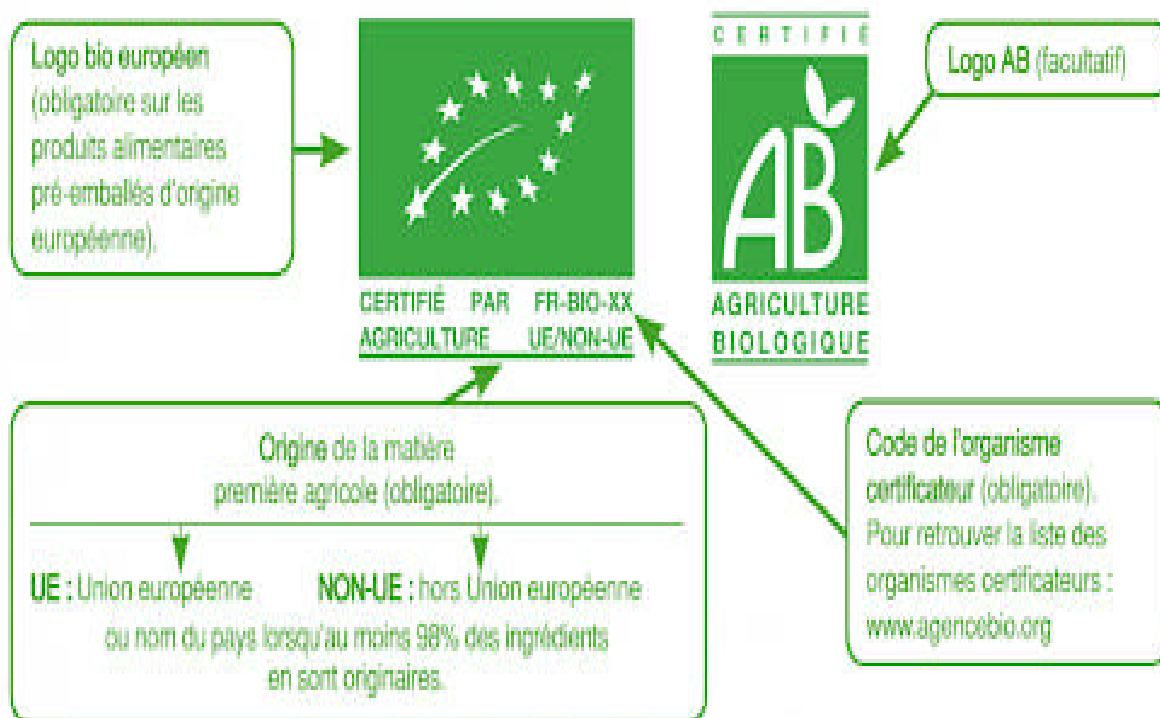 Logo bio européen
(obligatoire sur les
produits alimentaires
pré-emballés d'origine
européenne).
CERTIFIÉ PAR FR-BIO-XX
AGRICULTURE UE/NON-UE
CERTIFIÉ
AB
AGRICULTURE
BIOLOGIQUE
Logo AB (facultatif)
Origine de la matière
première agricole (obligatoire).
UE : Union européenne
NON-UE : hors Union européenne
ou nom du pays lorsqu'au moins 98% des ingrédients
en sont originaires.
Code de l'organisme
certificateur (obligatoire).
Pour retrouver la liste des
organismes certificateurs :
www.agencebio.org